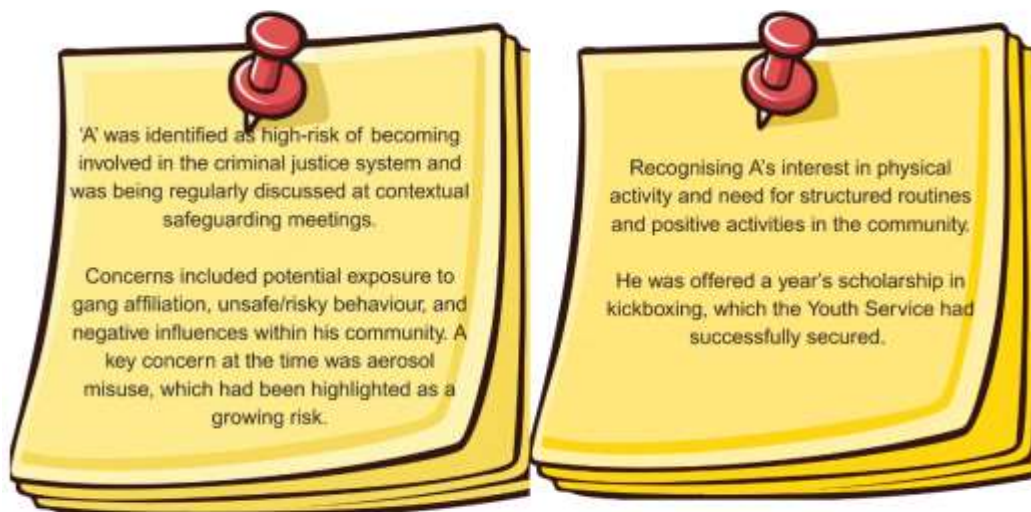 'A' was identified as high-risk of becoming
involved in the criminal justice system and
was being regularly discussed at contextual
safeguarding meetings.
Concerns included potential exposure to
gang affiliation, unsafe/risky behaviour, and
negative influences within his community. A
key concern at the time was aerosol
misuse, which had been highlighted as a
growing risk.
Recognising A's interest in physical
activity and need for structured routines
and positive activities in the community.
He was offered a year's scholarship in
kickboxing, which the Youth Service had
successfully secured.